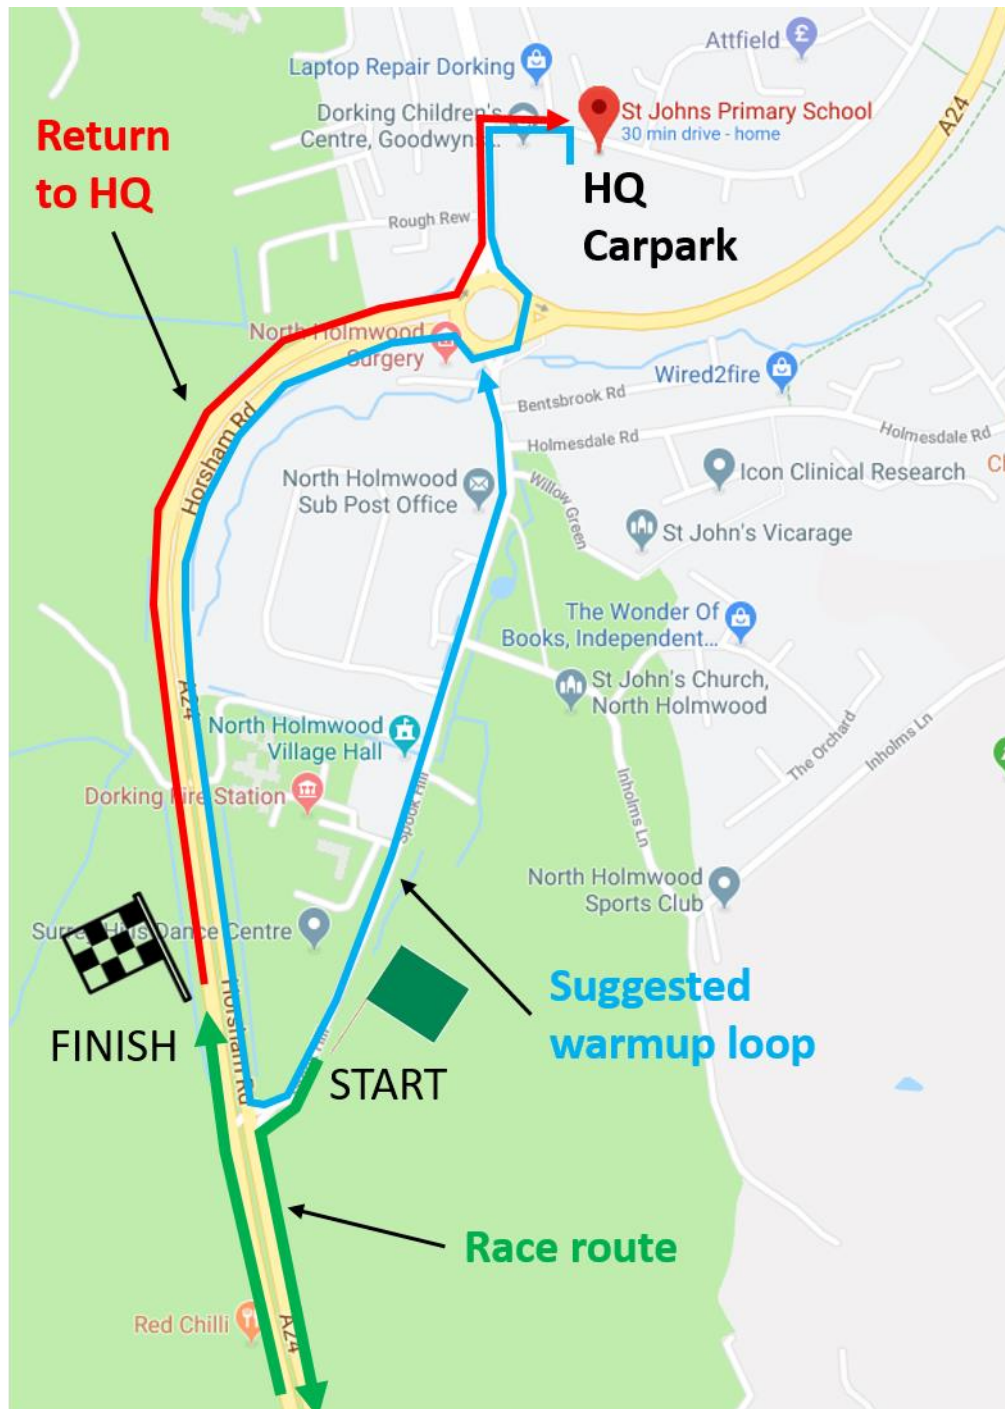 Attfield
Laptop Repair Dorking
A24
Dorking Children's
Centre, Goodwyns...
St Johns Primary School
30 min drive - home
Return
to HQ
HQ
Carpark
Rough Rew
North Holmwood
Surgery
Wired2fire
Bentsbrook Rd
Holmesdale Rd
Holmesdale Rd
Horsham Rd
Icon Clinical Research
North Holmwood
Sub Post Office
Willow Green
St John's Vicarage
The Wonder Of
Books, Independent...
St John's Church,
North Holmwood
A24
North Holmwood
Village Hall
The Orchard
Inholms Ln
Inholms Ln
Dorking Fire Station
Spook Hill
North Holmwood
Sports Club
Surrey Hills Dance Centre
Suggested
warmup loop
Horsham Rd
FINISH
START
Race route
Red Chilli
A24